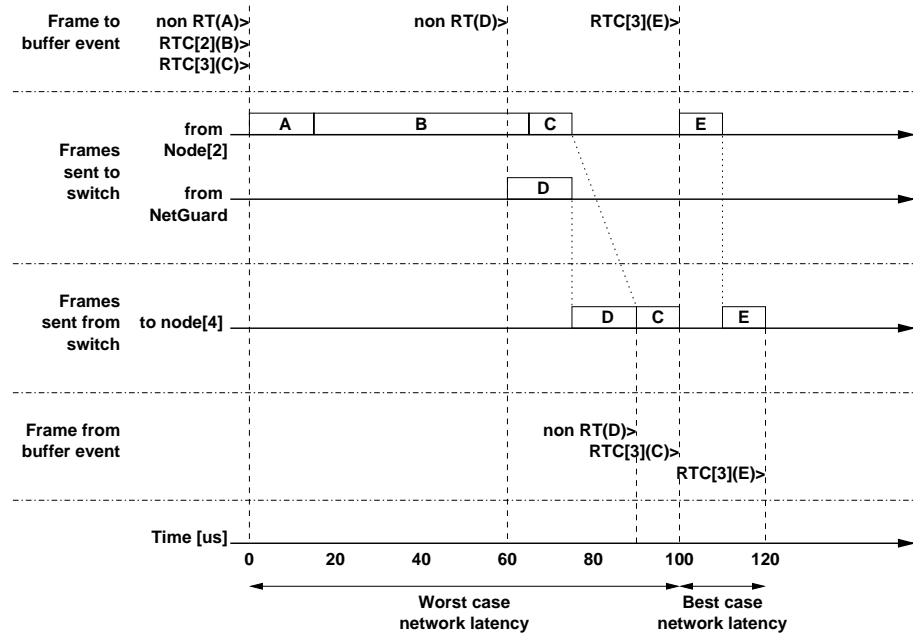 Frame to
buffer event
non RT(A)>
RTC[2](B)>
RTC[3](C)>
non RT(D)>
RTC[3](E)>
Frames
sent to
switch
from
Node[2]
A
B
C
E
from
NetGuard
D
Frames
sent from
switch
to node[4]
D
C
E
Frame from
buffer event
non RT(D)>
RTC[3](C)>
RTC[3](E)>
Time [us]
0
20
40
60
80
100
120
Worst case
network latency
Best case
network latency